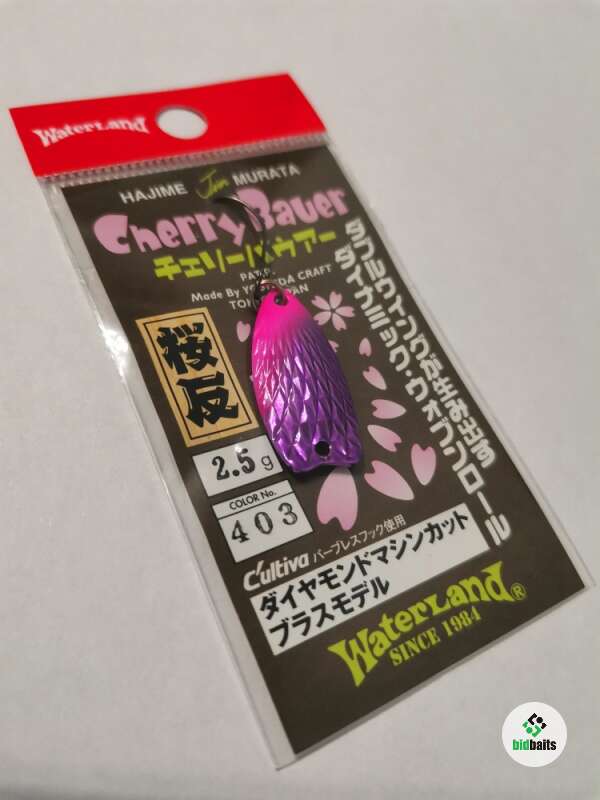 WaterLand
HAJIME Jim MURATA
Cherry Bauer
チェリーバウアー
PAT.P.
Made By YOSHIDA CRAFT
TOKYO JAPAN
ダブルウイングが生み出す
ダイナミック・ウォブンロール
桜反
2.5g
COLOR No.
403
C'ultiva バーブレスフック使用
ダイヤモンドマシンカット
ブラスモデル
WaterLand®
SINCE 1984
bidbaits